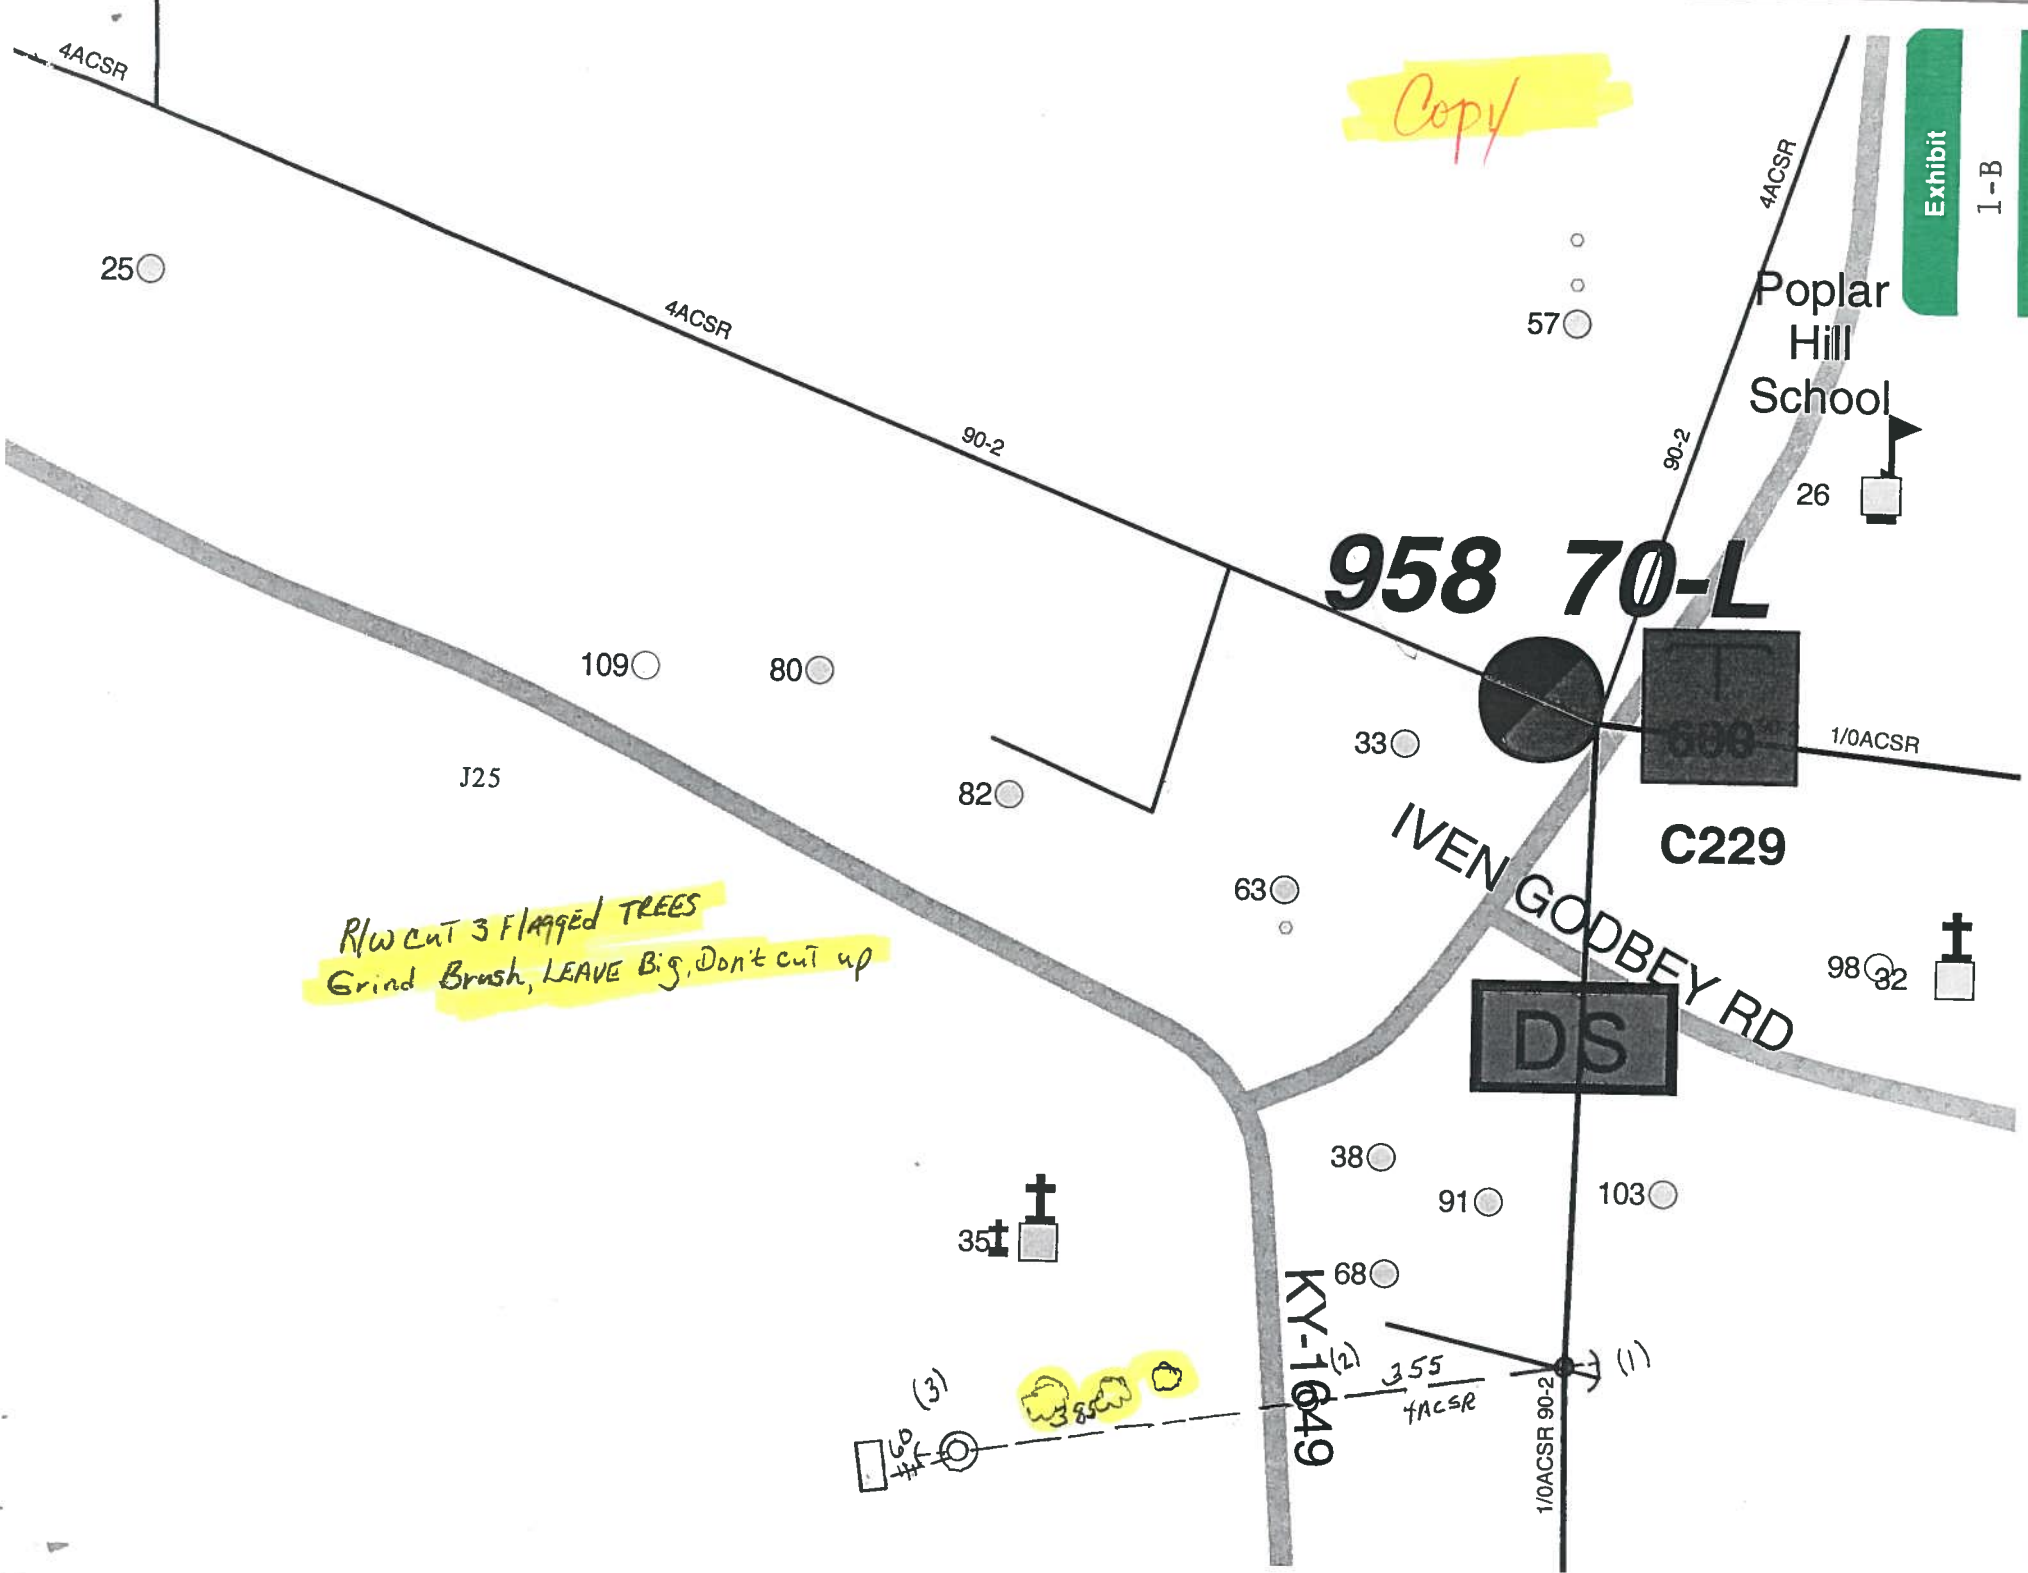 4ACSR
Copy
4ACSR
Exhibit
1-B
25
4ACSR
57
Poplar
Hill
School
90-2
90-2
26
958 70-L
109
80
33
1/0ACSR
J25
82
C229
IVEN GODBEY RD
63
R/W cut 3 Flagged TREES
Grind Brush, LEAVE Big, Don't cut up
98
32
DS
38
91
103
35
68
KY-1649
(1)
(2)
355
4ACSR
(3)
385
60
1/0ACSR 90-2